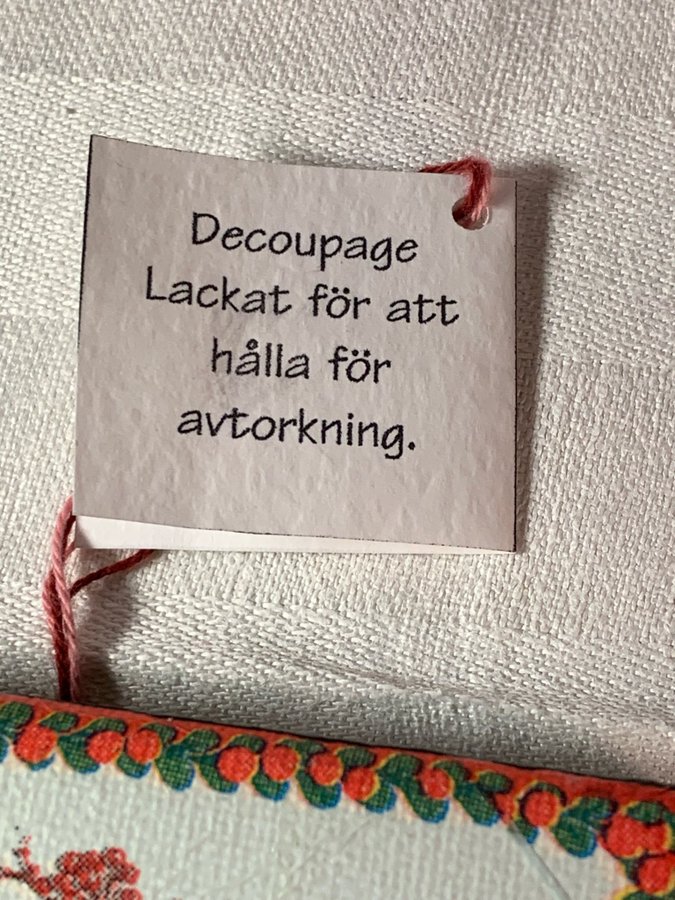 Decoupage
Lackat för att
hålla för
avtorkning.